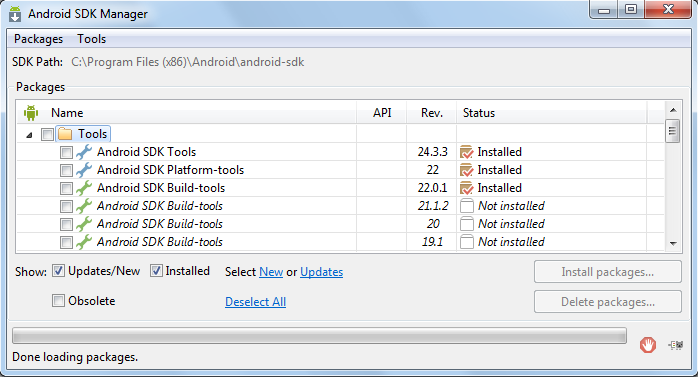 Android SDK Manager
Packages Tools
SDK Path: C:\Program Files (x86)\Android\android-sdk
Packages
Name API Rev. Status
Tools
Android SDK Tools 24.3.3 Installed
Android SDK Platform-tools 22 Installed
Android SDK Build-tools 22.0.1 Installed
Android SDK Build-tools 21.1.2 Not installed
Android SDK Build-tools 20 Not installed
Android SDK Build-tools 19.1 Not installed
Show: Updates/New Installed Select New or Updates Install packages...
Obsolete Deselect All Delete packages...
Done loading packages.